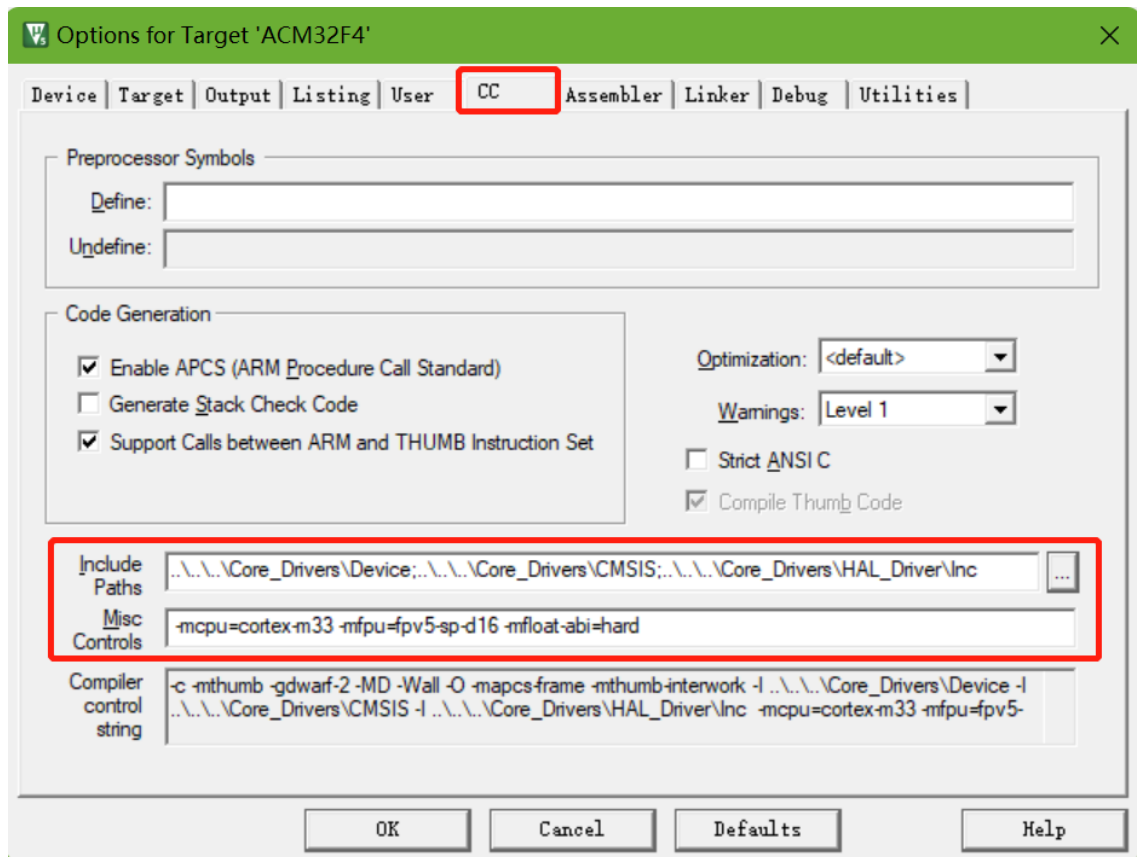 Options for Target 'ACM32F4'
Device Target Output Listing User CC Assembler Linker Debug Utilities
Preprocessor Symbols
Define:
Undefine:
Code Generation
Enable APCS (ARM Procedure Call Standard)
Generate Stack Check Code
Support Calls between ARM and THUMB Instruction Set
Optimization: <default>
Warnings: Level 1
Strict ANSI C
Compile Thumb Code
Include Paths ..\..\..\Core_Drivers\Device;..\..\..\Core_Drivers\CMSIS;..\..\..\Core_Drivers\HAL_Driver\Inc ...
Misc Controls -mcpu=cortex-m33 -mfpu=fpv5-sp-d16 -mfloat-abi=hard
Compiler control string -c -mthumb -gdwarf-2 -MD -Wall -O -mapcs-frame -mthumb-interwork -I ..\..\..\Core_Drivers\Device -I
..\..\..\Core_Drivers\CMSIS -I ..\..\..\Core_Drivers\HAL_Driver\Inc -mcpu=cortex-m33 -mfpu=fpv5-
OK Cancel Defaults Help